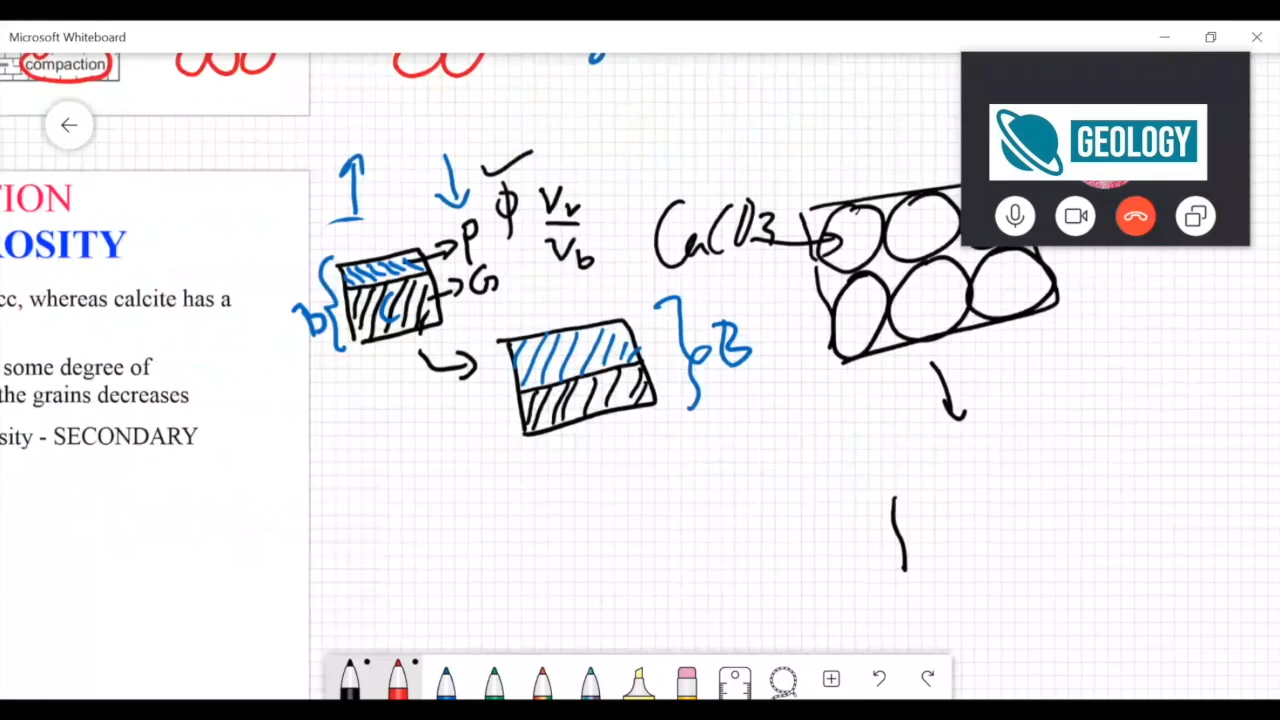 Microsoft Whiteboard
compaction
GEOLOGY
TION
ROSITY
cc, whereas calcite has a
some degree of
the grains decreases
sity - SECONDARY
P
G
b
C
ϕ
Vv
Vb
CaCO3
B